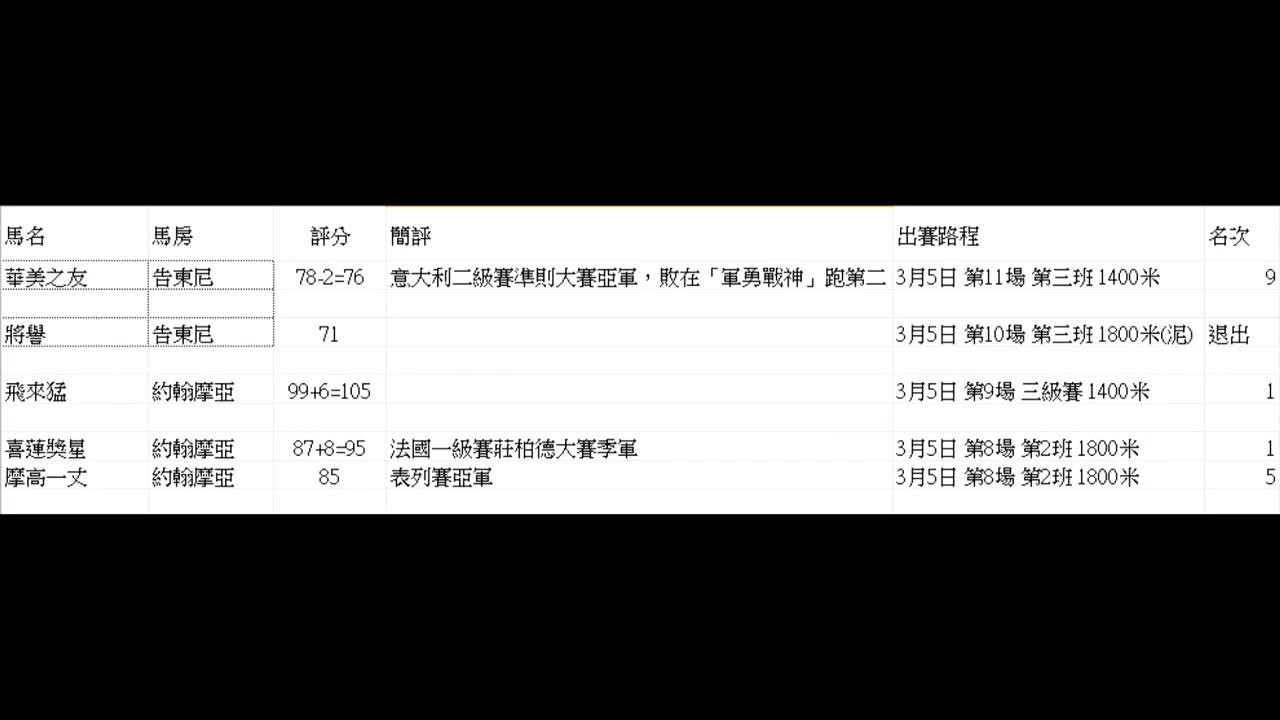 馬名 馬房 評分 簡評 出賽路程 名次
華美之友 告東尼 78-2=76 意大利二級賽準則大賽亞軍，敗在「軍勇戰神」跑第二 3月5日 第11場 第三班 1400米 9
將譽 告東尼 71 3月5日 第10場 第三班 1800米(泥) 退出
飛來猛 約翰摩亞 99+6=105 3月5日 第9場 三級賽 1400米 1
喜蓮獎星 約翰摩亞 87+8=95 法國一級賽莊柏德大賽季軍 3月5日 第8場 第2班 1800米 1
摩高一丈 約翰摩亞 85 表列賽亞軍 3月5日 第8場 第2班 1800米 5